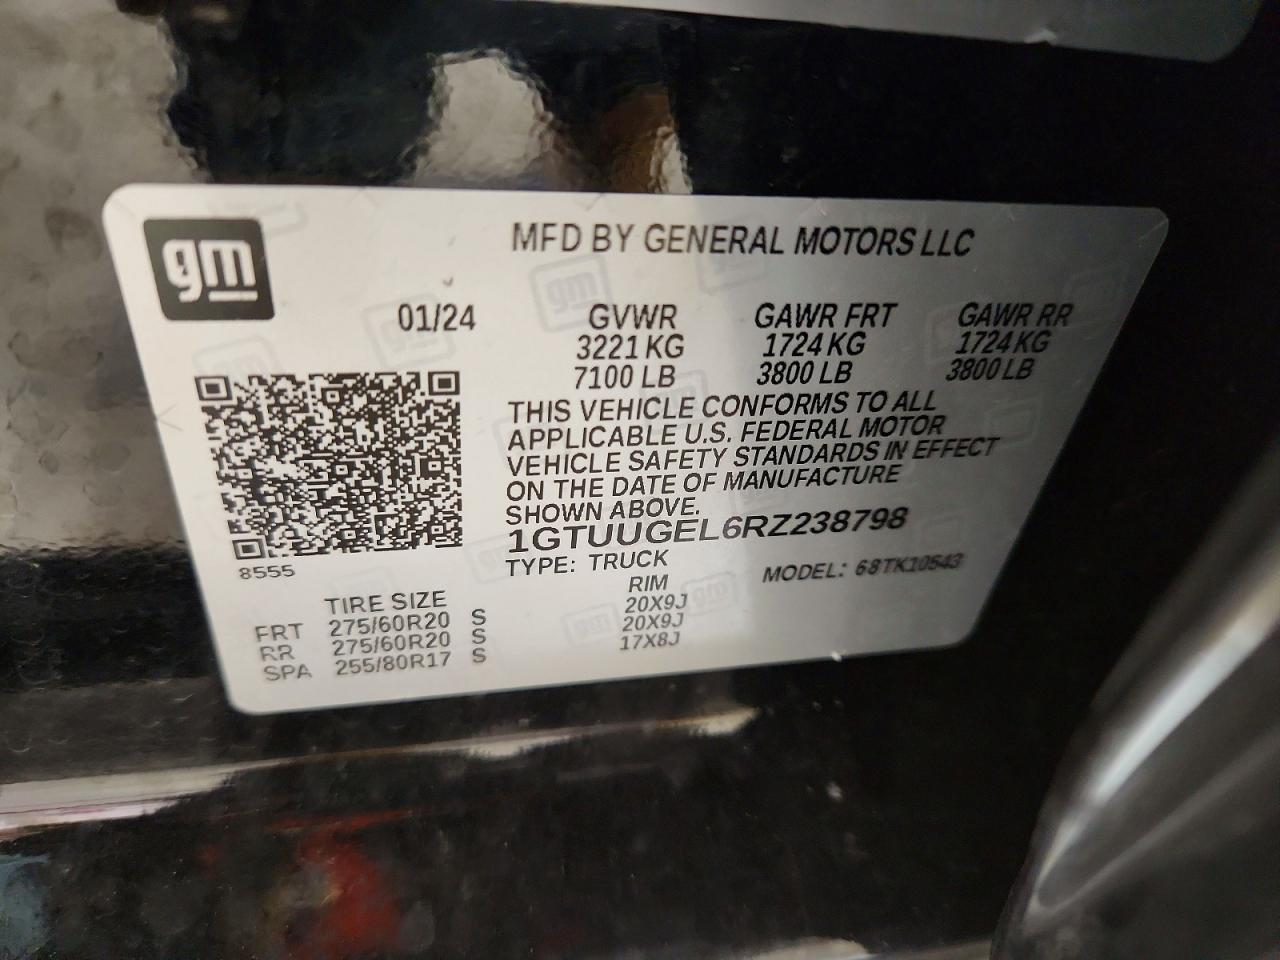 gm
MFD BY GENERAL MOTORS LLC
01/24 GVWR GAWR FRT GAWR RR
3221 KG 1724 KG 1724 KG
7100 LB 3800 LB 3800 LB
THIS VEHICLE CONFORMS TO ALL
APPLICABLE U.S. FEDERAL MOTOR
VEHICLE SAFETY STANDARDS IN EFFECT
ON THE DATE OF MANUFACTURE
SHOWN ABOVE.
1GTUUGEL6RZ238798
8555
TYPE: TRUCK MODEL: 68TK10543
TIRE SIZE RIM
FRT 275/60R20 S 20X9J
RR 275/60R20 S 20X9J
SPA 255/80R17 S 17X8J